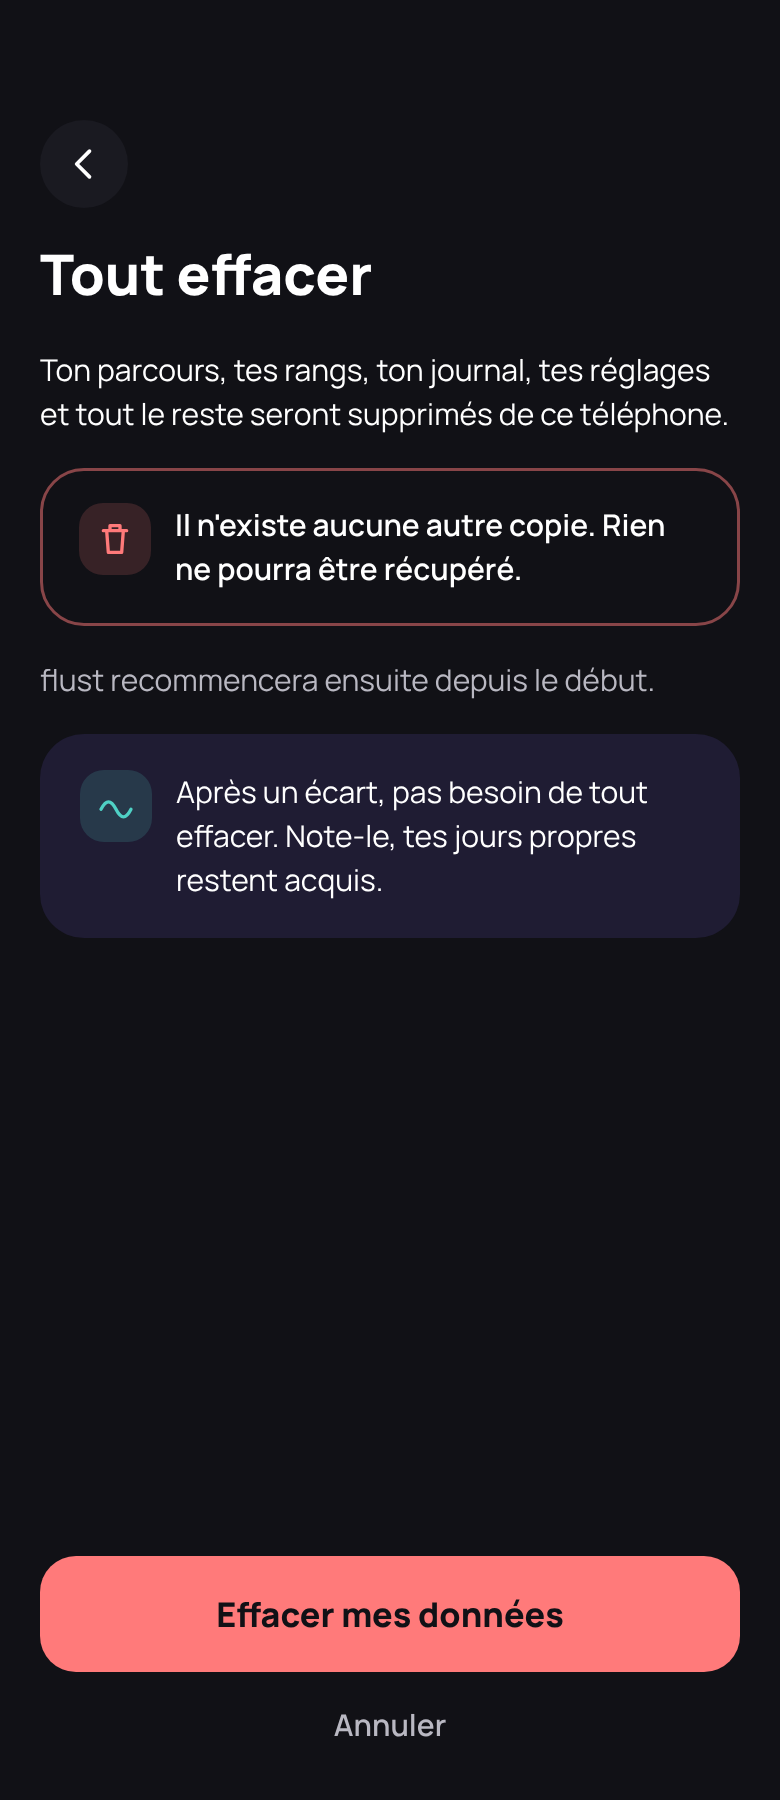 Tout effacer
Ton parcours, tes rangs, ton journal, tes réglages
et tout le reste seront supprimés de ce téléphone.
Il n'existe aucune autre copie. Rien
ne pourra être récupéré.
flust recommencera ensuite depuis le début.
Après un écart, pas besoin de tout
effacer. Note-le, tes jours propres
restent acquis.
Effacer mes données
Annuler